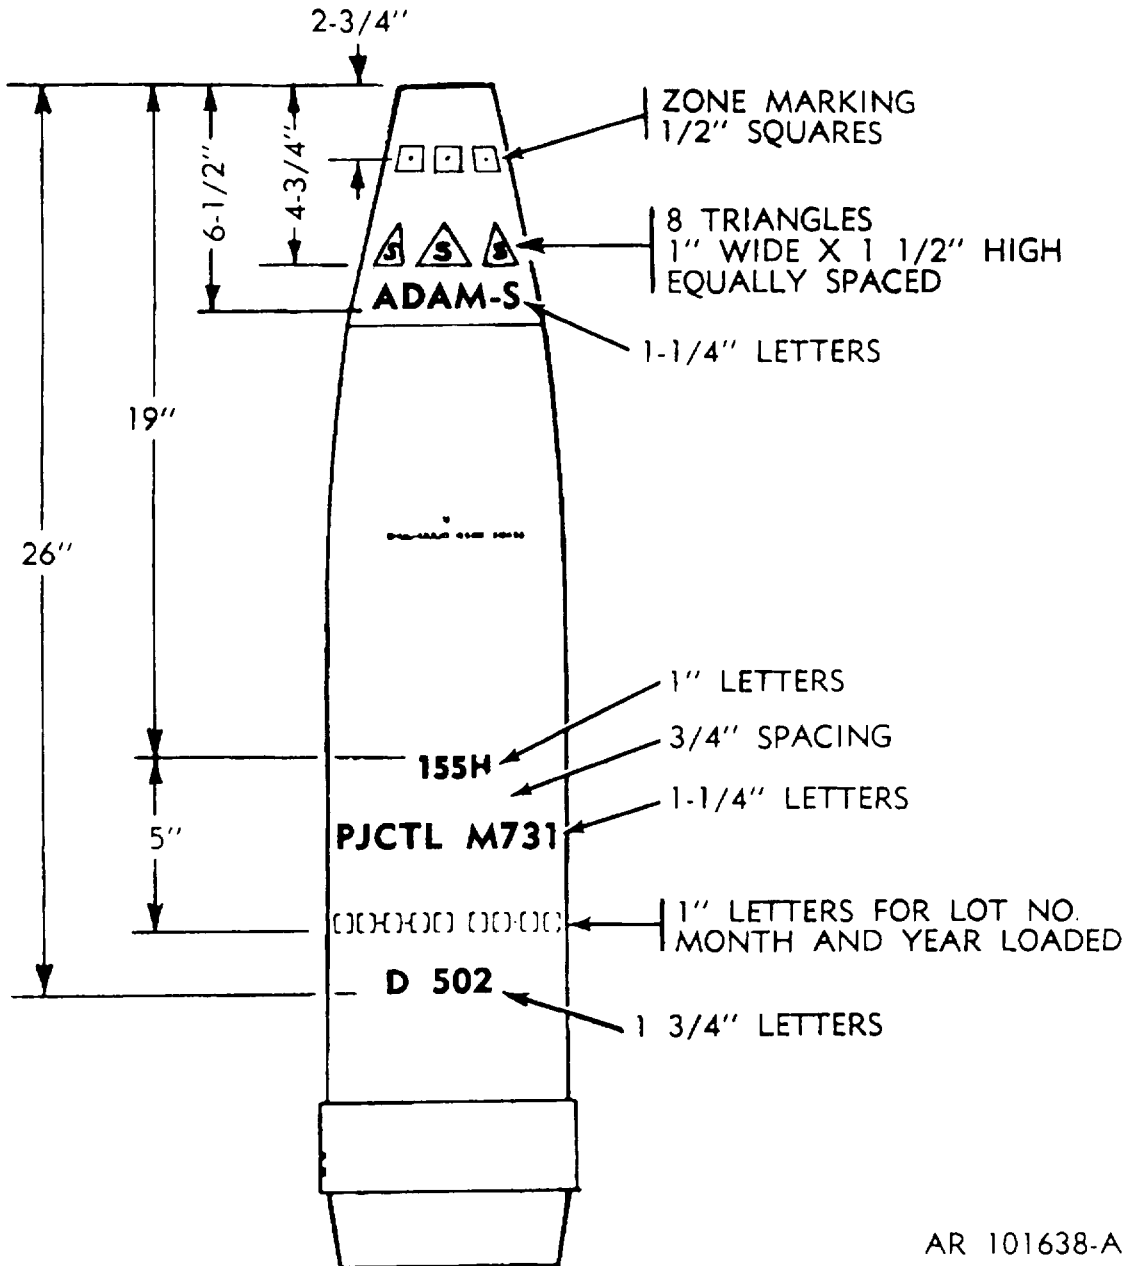 2-3/4"
ZONE MARKING
1/2" SQUARES
4-3/4"
6-1/2"
8 TRIANGLES
1" WIDE X 1 1/2" HIGH
EQUALLY SPACED
S S S
ADAM-S
1-1/4" LETTERS
19"
26"
1" LETTERS
3/4" SPACING
155H
1-1/4" LETTERS
5"
PJCTL M731
1" LETTERS FOR LOT NO.
MONTH AND YEAR LOADED
D 502
1 3/4" LETTERS
AR 101638-A